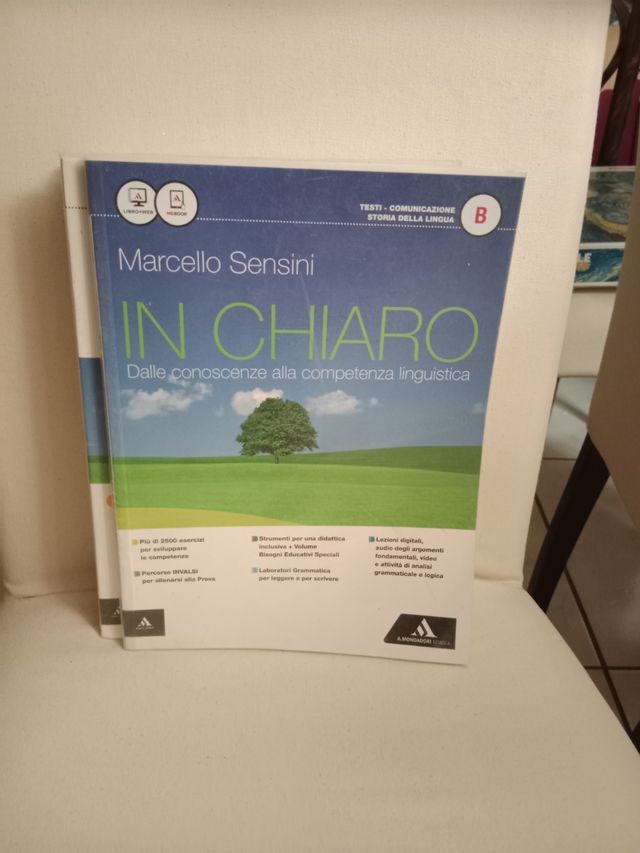 LIBRO+WEB
MEBOOK
TESTI - COMUNICAZIONE
STORIA DELLA LINGUA
B
Marcello Sensini
IN CHIARO
Dalle conoscenze alla competenza linguistica
Più di 2500 esercizi
per sviluppare
le competenze
Percorso INVALSI
per allenarsi alla Prova
Strumenti per una didattica
inclusiva + Volume
Bisogni Educativi Speciali
Laboratori Grammatica
per leggere e per scrivere
Lezioni digitali,
audio degli argomenti
fondamentali, video
e attività di analisi
grammaticale e logica
A. MONDADORI SCUOLA